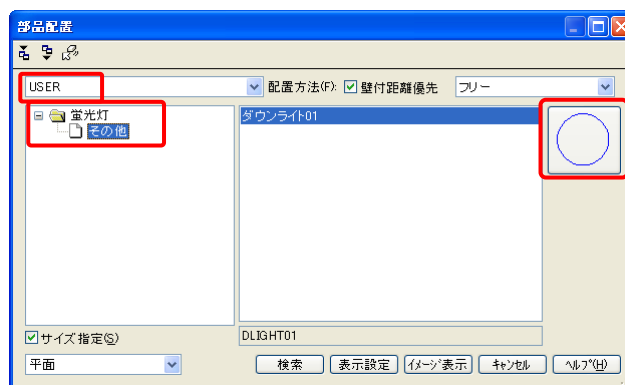 部品配置
USER 配置方法(F): 壁付距離優先 フリー
蛍光灯 ダウンライト01
その他
サイズ指定(S) DLIGHT01
平面 検索 表示設定 イメージ表示 キャンセル ヘルプ(H)